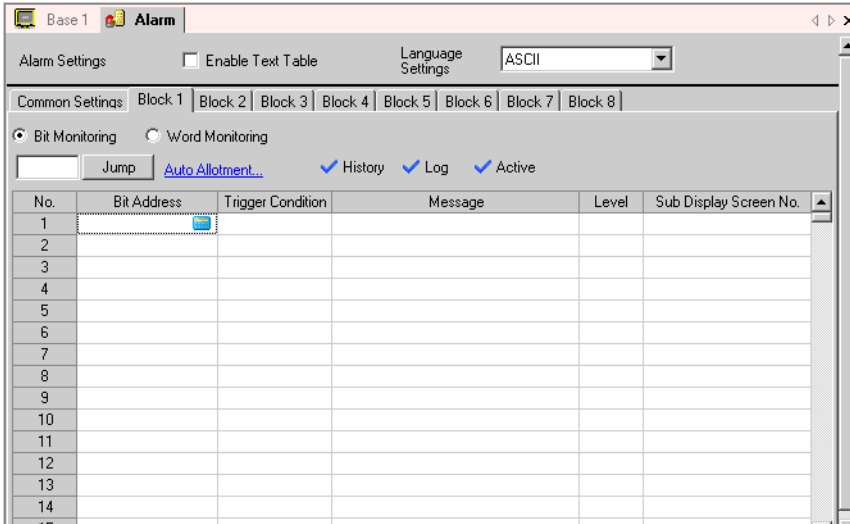 Base 1 Alarm
Alarm Settings Enable Text Table Language Settings ASCII
Common Settings Block 1 Block 2 Block 3 Block 4 Block 5 Block 6 Block 7 Block 8
Bit Monitoring Word Monitoring
Jump Auto Allotment... History Log Active
No. Bit Address Trigger Condition Message Level Sub Display Screen No.
1
2
3
4
5
6
7
8
9
10
11
12
13
14